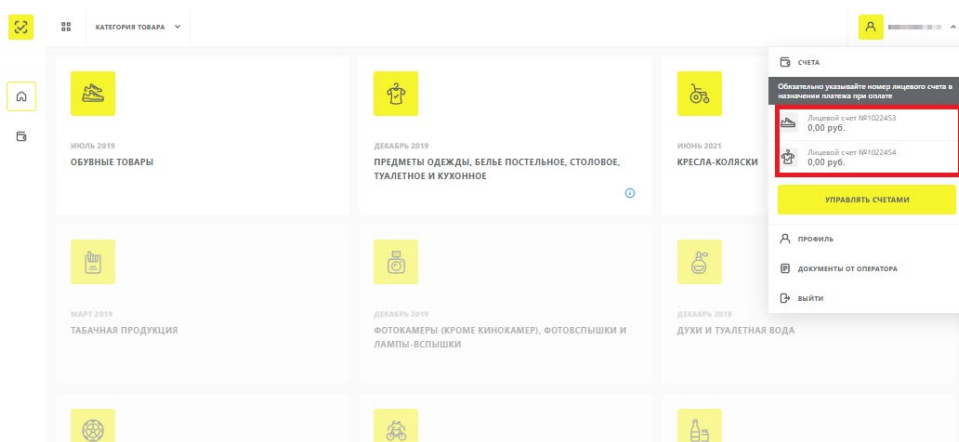 КАТЕГОРИЯ ТОВАРА
СЧЕТА
Обязательно указывайте номер лицевого счета в
назначении платежа при оплате
Лицевой счет №1022453
0,00 руб.
Лицевой счет №1022454
0,00 руб.
УПРАВЛЯТЬ СЧЕТАМИ
ПРОФИЛЬ
ДОКУМЕНТЫ ОТ ОПЕРАТОРА
ВЫЙТИ
ИЮЛЬ 2019
ОБУВНЫЕ ТОВАРЫ
ДЕКАБРЬ 2019
ПРЕДМЕТЫ ОДЕЖДЫ, БЕЛЬЕ ПОСТЕЛЬНОЕ, СТОЛОВОЕ,
ТУАЛЕТНОЕ И КУХОННОЕ
ИЮНЬ 2021
КРЕСЛА-КОЛЯСКИ
МАРТ 2019
ТАБАЧНАЯ ПРОДУКЦИЯ
ДЕКАБРЬ 2019
ФОТОКАМЕРЫ (КРОМЕ КИНОКАМЕР), ФОТОВСПЫШКИ И
ЛАМПЫ-ВСПЫШКИ
ДЕКАБРЬ 2019
ДУХИ И ТУАЛЕТНАЯ ВОДА